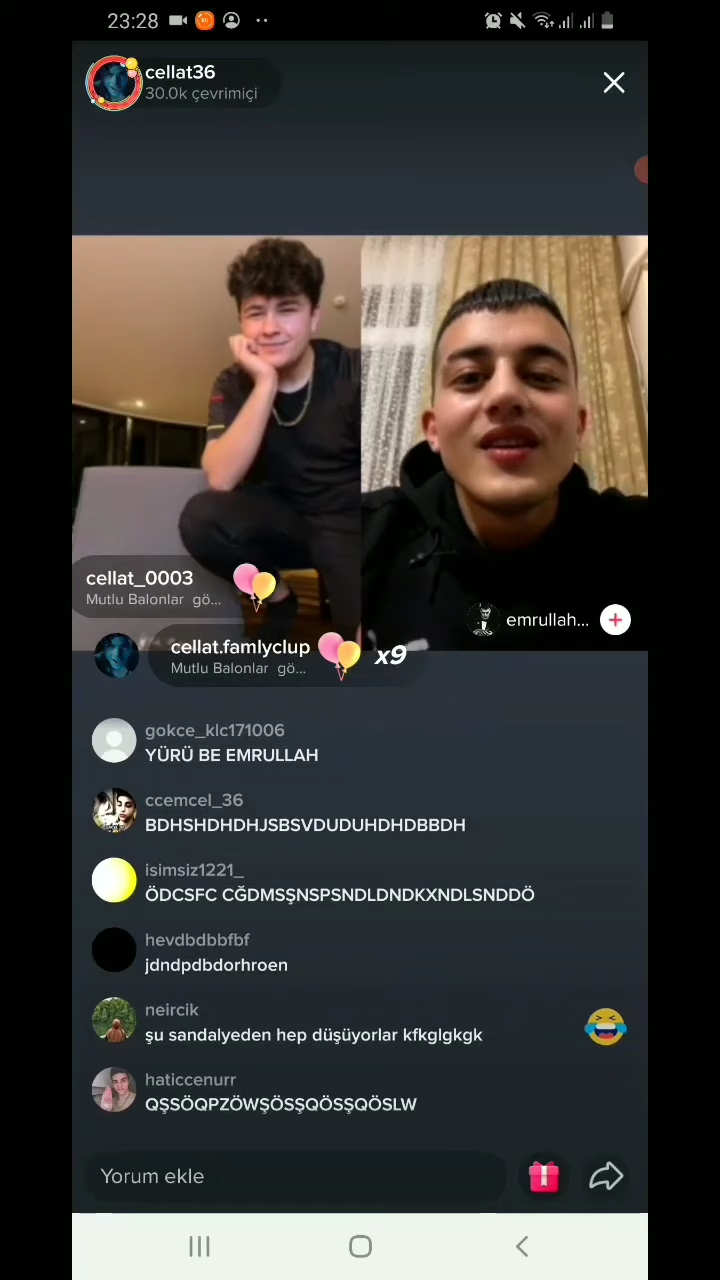 23:28
cellat36
30.0k çevrimiçi
cellat_0003
Mutlu Balonlar gö...
emrullah...
cellat.famlyclup
x9
Mutlu Balonlar gö...
gokce_klc171006
YÜRÜ BE EMRULLAH
ccemcel_36
BDHSHDHDHJSBSVDUDUHDHDBBDH
isimsiz1221_
ÖDCSFC CĞDMSŞNSPSNDLDNDKXNDLSNDDÖ
hevdbdbbfbf
jdndpdbdorhroen
neircik
şu sandalyeden hep düşüyorlar kfkglgkgk
haticcenurr
QŞSÖQPZÖWŞÖSŞQÖSŞQÖSLW
Yorum ekle